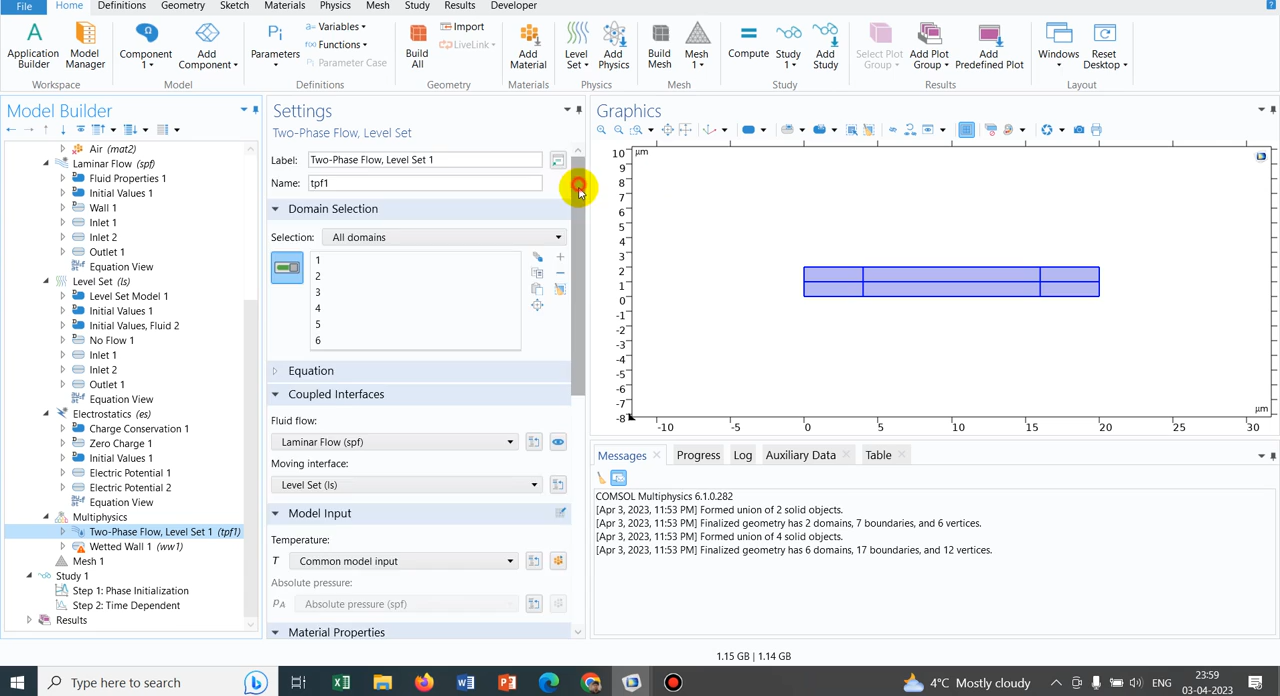 File Home Definitions Geometry Sketch Materials Physics Mesh Study Results Developer
Application Builder
Model Manager
Workspace
Component 1
Add Component
Model
Parameters
a= Variables
f(x) Functions
Pi Parameter Case
Definitions
Build All
Import
LiveLink
Geometry
Add Material
Materials
Level Set
Add Physics
Physics
Build Mesh
Mesh 1
Mesh
Compute
Study 1
Add Study
Study
Select Plot Group
Add Plot Group
Add Predefined Plot
Results
Windows
Reset Desktop
Layout
Model Builder
Air (mat2)
Laminar Flow (spf)
Fluid Properties 1
Initial Values 1
Wall 1
Inlet 1
Inlet 2
Outlet 1
Equation View
Level Set (ls)
Level Set Model 1
Initial Values 1
Initial Values, Fluid 2
No Flow 1
Inlet 1
Inlet 2
Outlet 1
Equation View
Electrostatics (es)
Charge Conservation 1
Zero Charge 1
Initial Values 1
Electric Potential 1
Electric Potential 2
Equation View
Multiphysics
Two-Phase Flow, Level Set 1 (tpf1)
Wetted Wall 1 (ww1)
Mesh 1
Study 1
Step 1: Phase Initialization
Step 2: Time Dependent
Results
Settings
Two-Phase Flow, Level Set
Label: Two-Phase Flow, Level Set 1
Name: tpf1
Domain Selection
Selection: All domains
1
2
3
4
5
6
Equation
Coupled Interfaces
Fluid flow:
Laminar Flow (spf)
Moving interface:
Level Set (ls)
Model Input
Temperature:
T Common model input
Absolute pressure:
PA Absolute pressure (spf)
Material Properties
Graphics
µm
10
9
8
7
6
5
4
3
2
1
0
-1
-2
-3
-4
-5
-6
-7
-8
µm
-10 -5 0 5 10 15 20 25 30
Messages Progress Log Auxiliary Data Table
COMSOL Multiphysics 6.1.0.282
[Apr 3, 2023, 11:53 PM] Formed union of 2 solid objects.
[Apr 3, 2023, 11:53 PM] Finalized geometry has 2 domains, 7 boundaries, and 6 vertices.
[Apr 3, 2023, 11:53 PM] Formed union of 4 solid objects.
[Apr 3, 2023, 11:53 PM] Finalized geometry has 6 domains, 17 boundaries, and 12 vertices.
1.15 GB | 1.14 GB
Type here to search
4°C Mostly cloudy
ENG
23:59
03-04-2023